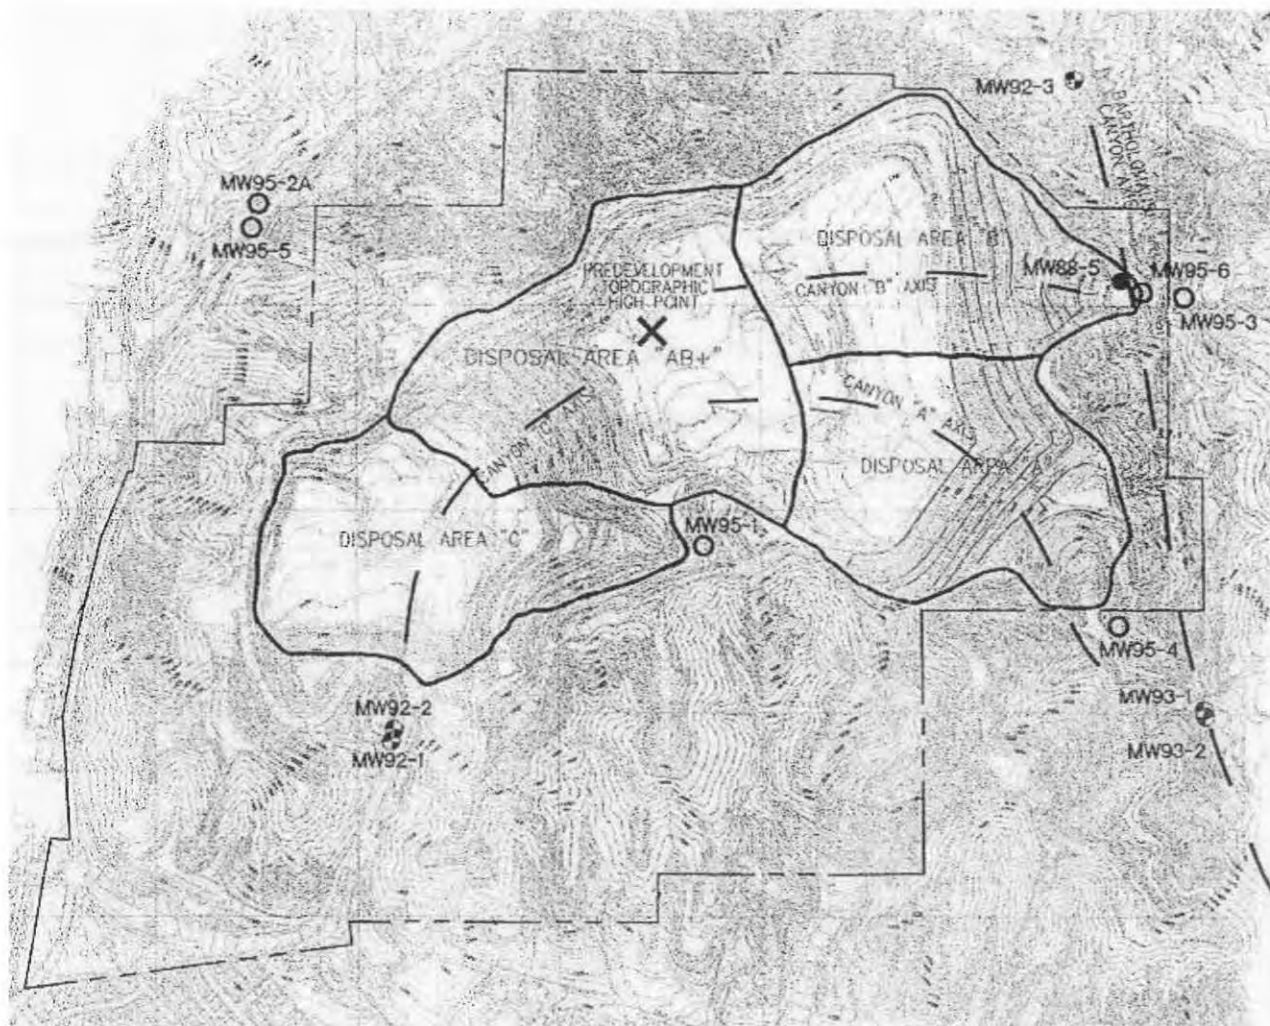 MW92-3
BARTHOLOMAUS
CANYON AXIS
MW95-2A
MW95-5
DISPOSAL AREA "B"
PREDEVELOPMENT
TOPOGRAPHIC
HIGH POINT
CANYON "B" AXIS
MW88-5
MW95-6
MW95-3
DISPOSAL AREA "AB+"
CANYON "A" AXIS
CANYON "C" AXIS
DISPOSAL AREA "A"
DISPOSAL AREA "C"
MW95-1
MW95-4
MW92-2
MW92-1
MW93-1
MW93-2